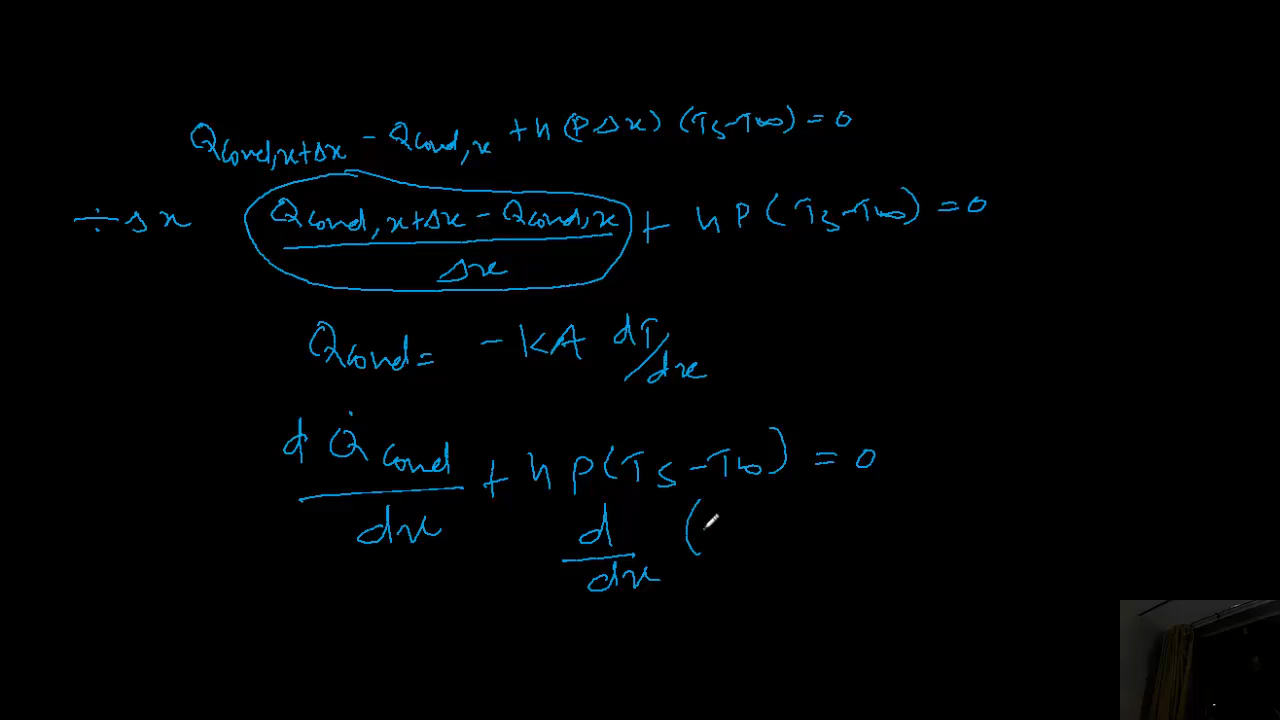 Qcond,x+Δx - Qcond,x + h (PΔx) (Ts-T∞) = 0
÷Δx (Qcond,x+Δx - Qcond,x)/Δx + hP(Ts-T∞) = 0
Qcond = -kA dT/dx
dQ̇cond/dx + hP(Ts-T∞) = 0
d/dx (